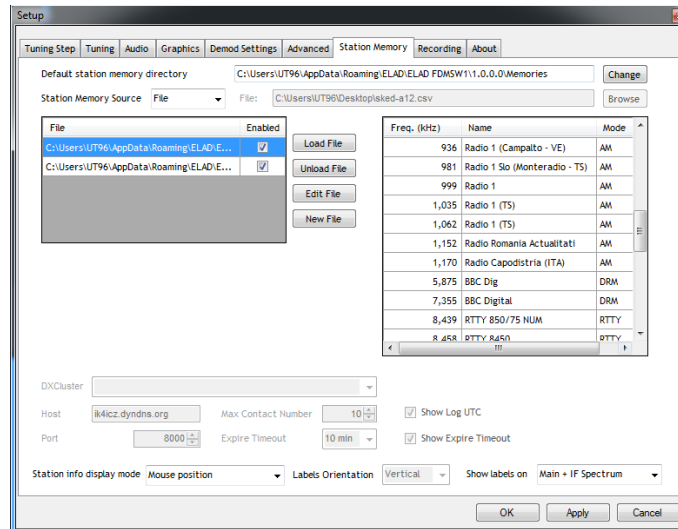 Setup
Tuning Step Tuning Audio Graphics Demod Settings Advanced Station Memory Recording About
Default station memory directory C:\Users\UT96\AppData\Roaming\ELAD\ELAD FDMSW1\1.0.0.0\Memories Change
Station Memory Source File File: C:\Users\UT96\Desktop\sked-a12.csv Browse
File Enabled
C:\Users\UT96\AppData\Roaming\ELAD\E...
C:\Users\UT96\AppData\Roaming\ELAD\E...
Load File
Unload File
Edit File
New File
Freq. (kHz) Name Mode
936 Radio 1 (Campalto - VE) AM
981 Radio 1 Slo (Monteradio - TS) AM
999 Radio 1 AM
1,035 Radio 1 (TS) AM
1,062 Radio 1 (TS) AM
1,152 Radio Romania Actualitati AM
1,170 Radio Capodistria (ITA) AM
5,875 BBC Dig DRM
7,355 BBC Digital DRM
8,439 RTTY 850/75 NUM RTTY
8,458 RTTY 8450 RTTY
DXCluster
Host ik4icz.dyndns.org Max Contact Number 10 Show Log UTC
Port 8000 Expire Timeout 10 min Show Expire Timeout
Station info display mode Mouse position Labels Orientation Vertical Show labels on Main + IF Spectrum
OK Apply Cancel